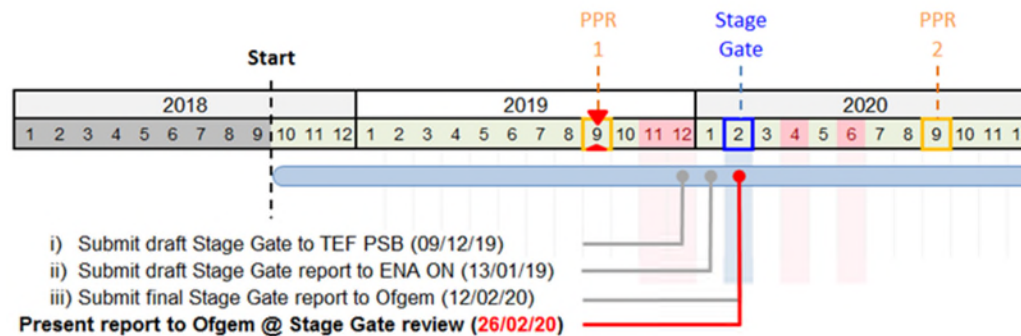 PPR Stage PPR
1 Gate 2
Start
2018 2019 2020
1 2 3 4 5 6 7 8 9 10 11 12 1 2 3 4 5 6 7 8 9 10 11 12 1 2 3 4 5 6 7 8 9 10 11
i) Submit draft Stage Gate to TEF PSB (09/12/19)
ii) Submit draft Stage Gate report to ENA ON (13/01/19)
iii) Submit final Stage Gate report to Ofgem (12/02/20)
Present report to Ofgem @ Stage Gate review (26/02/20)